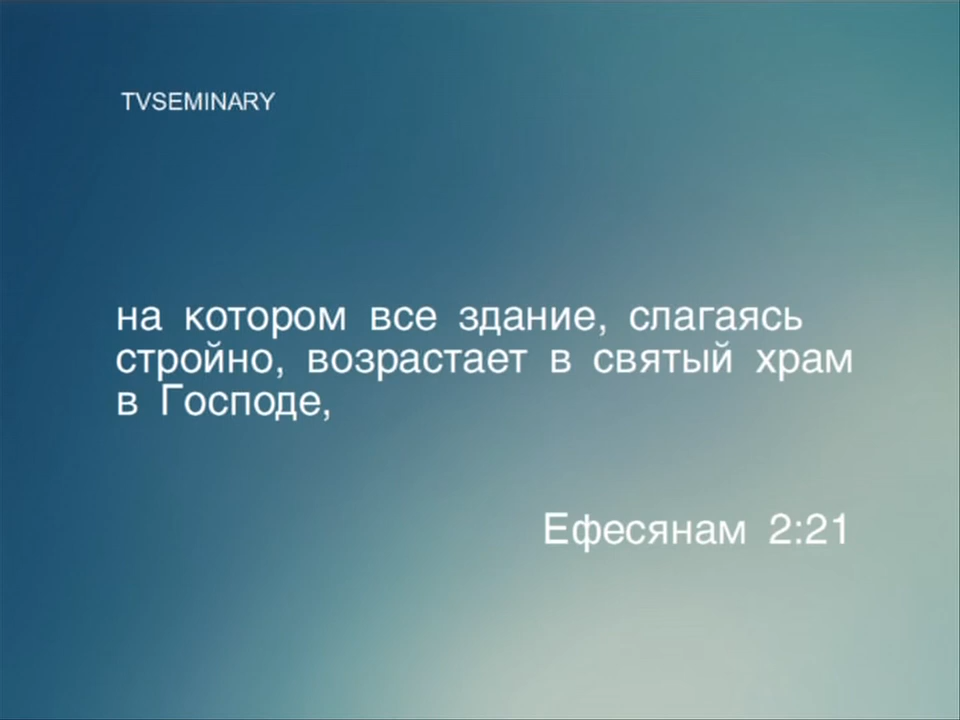 TVSEMINARY
на котором все здание, слагаясь
стройно, возрастает в святый храм
в Господе,
Ефесянам 2:21